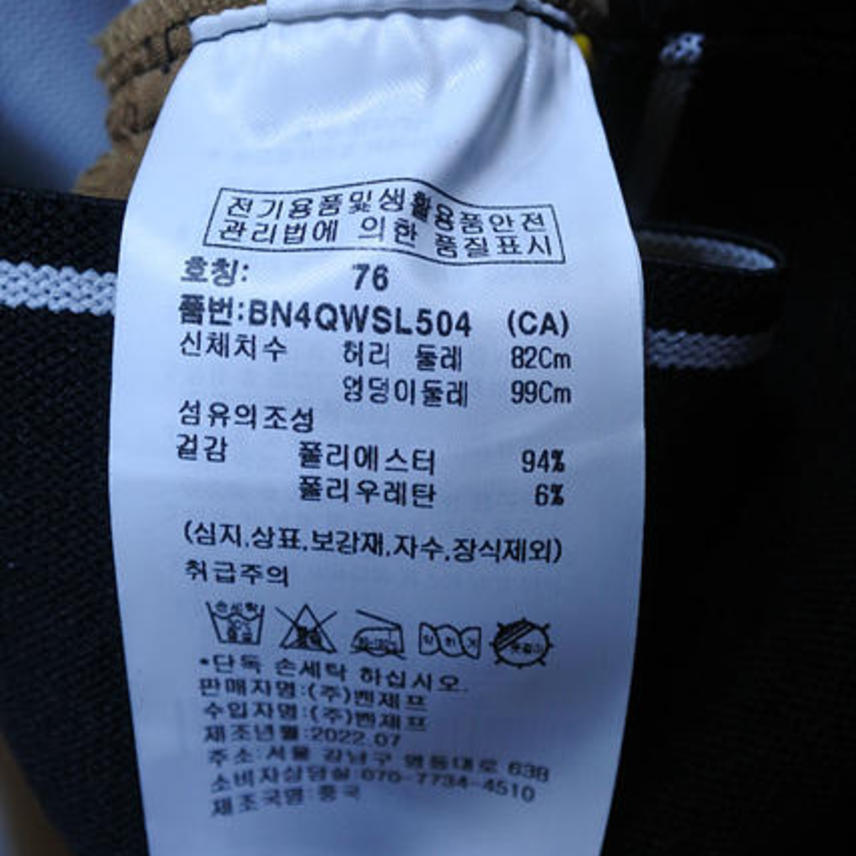 전기용품및생활용품안전
관리법에 의한 품질표시
호칭: 76
품번:BN4QWSL504 (CA)
신체치수 허리 둘레 82Cm
엉덩이둘레 99Cm
섬유의조성
겉감 폴리에스터 94%
폴리우레탄 6%
(심지,상표,보강재,자수,장식제외)
취급주의
손세탁
*단독 손세탁 하십시오.
판매자명:(주)벤제프
수입자명:(주)벤제프
제조년월:2022.07
주소:서울 강남구 영동대로 638
소비자상담실:070-7734-4510
제조국명:중국